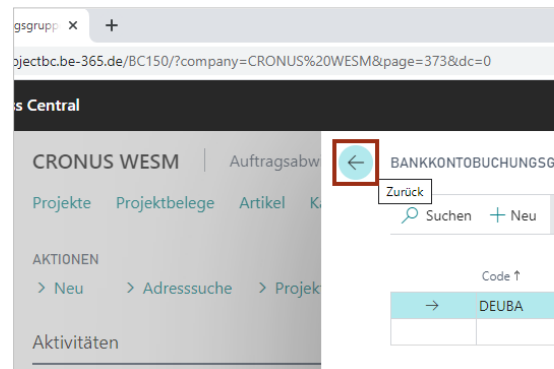 gsgrupp × +
ojectbc.be-365.de/BC150/?company=CRONUS%20WESM&page=373&dc=0
s Central
CRONUS WESM | Auftragsabw
BANKKONTOBUCHUNGSG
Zurück
Projekte Projektbelege Artikel Ka
Suchen + Neu
AKTIONEN
> Neu > Adresssuche > Projek
Code ↑
→ DEUBA
Aktivitäten